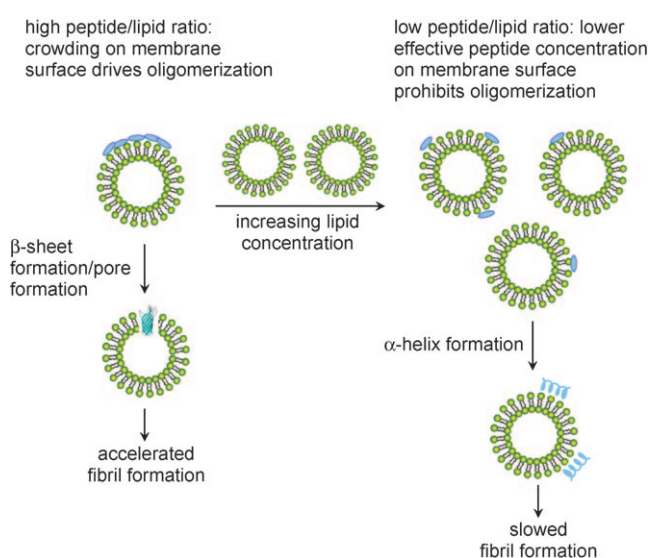 high peptide/lipid ratio:
crowding on membrane
surface drives oligomerization
low peptide/lipid ratio: lower
effective peptide concentration
on membrane surface
prohibits oligomerization
increasing lipid
concentration
β-sheet
formation/pore
formation
α-helix formation
accelerated
fibril formation
slowed
fibril formation